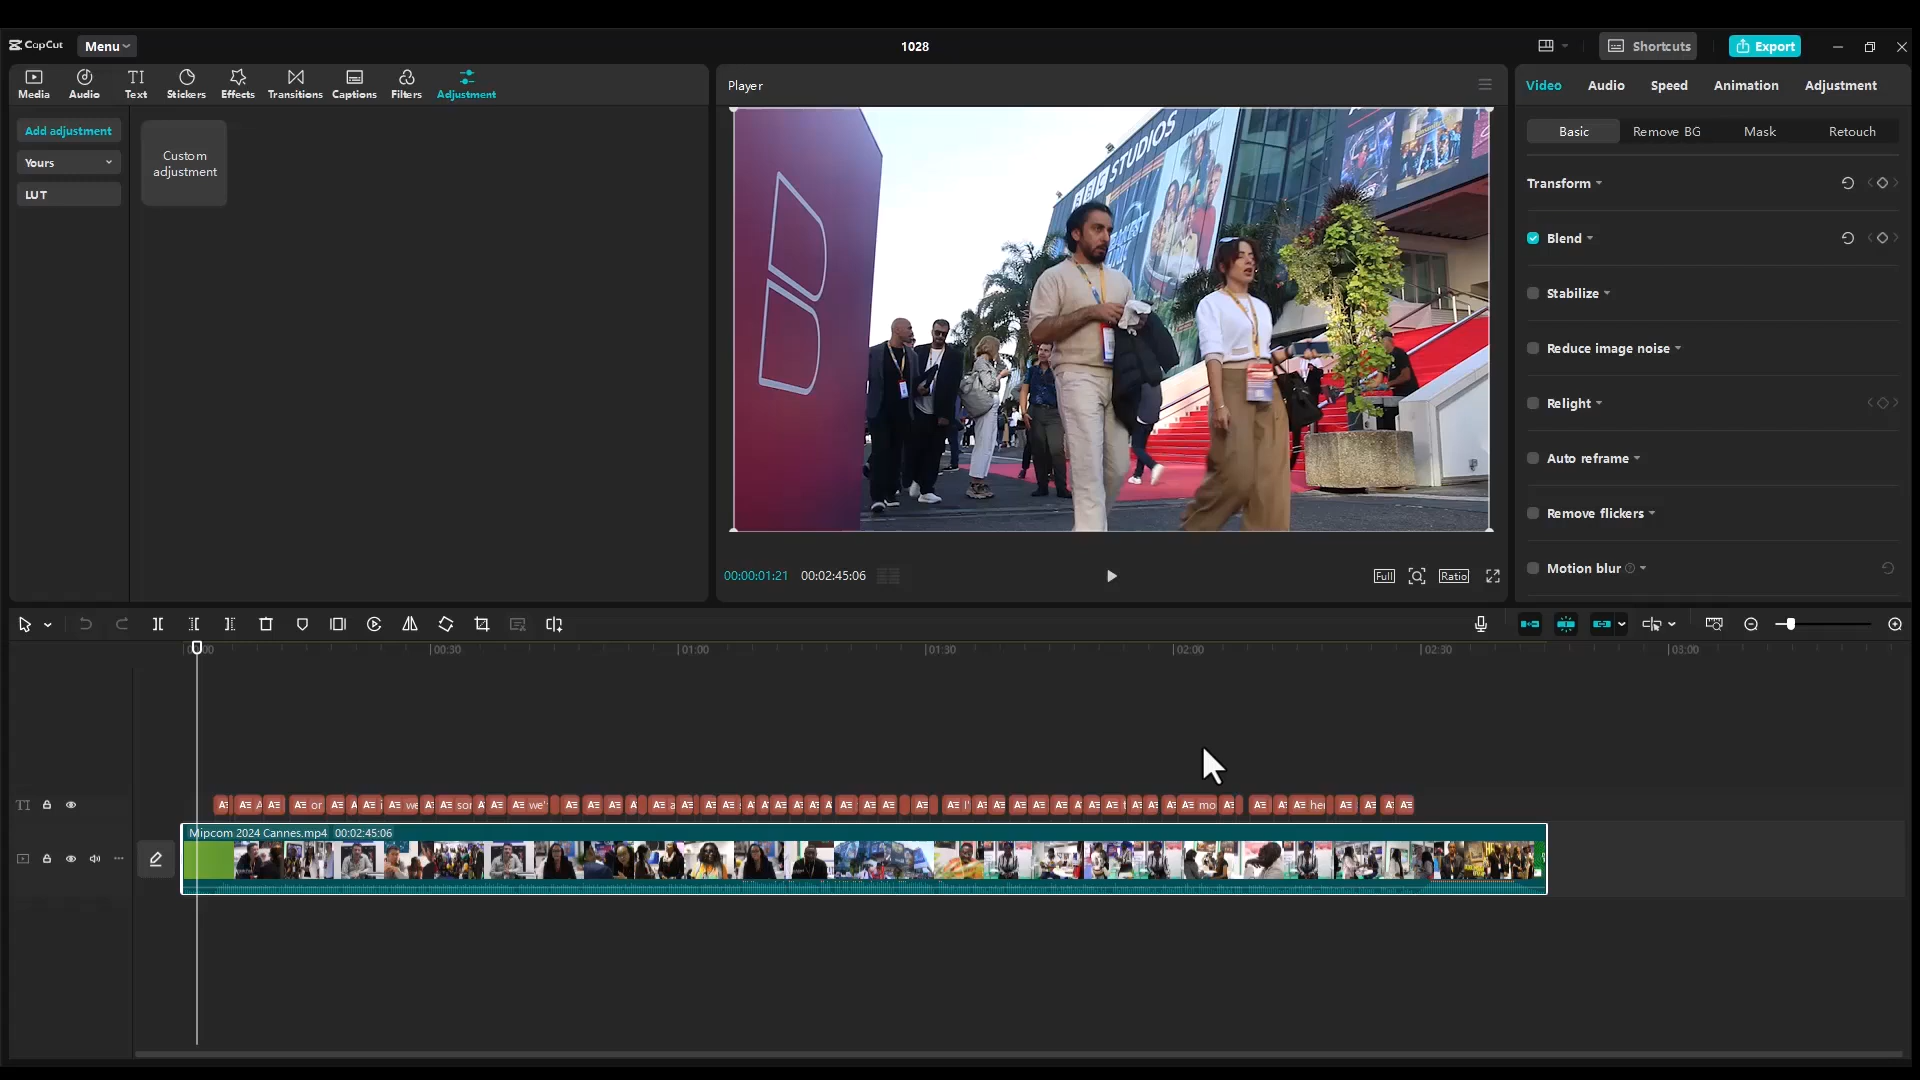 CapCut
Menu
1028
Shortcuts
Export
Media
Audio
Text
Stickers
Effects
Transitions
Captions
Filters
Adjustment
Add adjustment
Yours
LUT
Custom
adjustment
Player
BBC STUDIOS
00:00:01:21
00:02:45:06
Full
Ratio
Video
Audio
Speed
Animation
Adjustment
Basic
Remove BG
Mask
Retouch
Transform
Blend
Stabilize
Reduce image noise
Relight
Auto reframe
Remove flickers
Motion blur
00:30
01:00
01:30
02:00
02:30
03:00
Mipcom 2024 Cannes.mp4 00:02:45:06